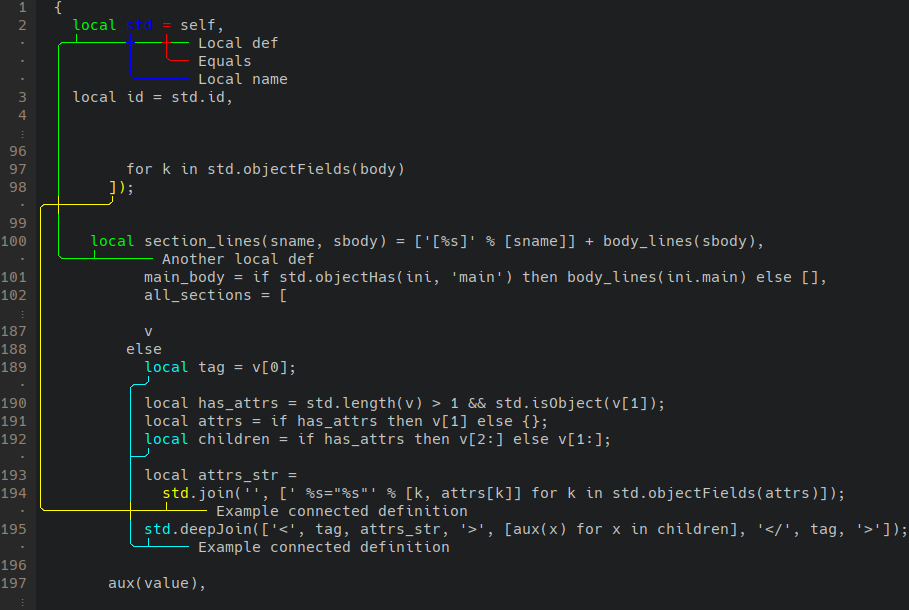 1 {
2 local std = self,
· Local def
· Equals
· Local name
3 local id = std.id,
4
⋮
96
97 for k in std.objectFields(body)
98 ]);
·
99
100 local section_lines(sname, sbody) = ['[%s]' % [sname]] + body_lines(sbody),
· Another local def
101 main_body = if std.objectHas(ini, 'main') then body_lines(ini.main) else [],
102 all_sections = [
⋮
187 v
188 else
189 local tag = v[0];
·
190 local has_attrs = std.length(v) > 1 && std.isObject(v[1]);
191 local attrs = if has_attrs then v[1] else {};
192 local children = if has_attrs then v[2:] else v[1:];
·
193 local attrs_str =
194 std.join('', [' %s="%s"' % [k, attrs[k]] for k in std.objectFields(attrs)]);
· Example connected definition
195 std.deepJoin(['<', tag, attrs_str, '>', [aux(x) for x in children], '</', tag, '>']);
· Example connected definition
196
197 aux(value),
⋮